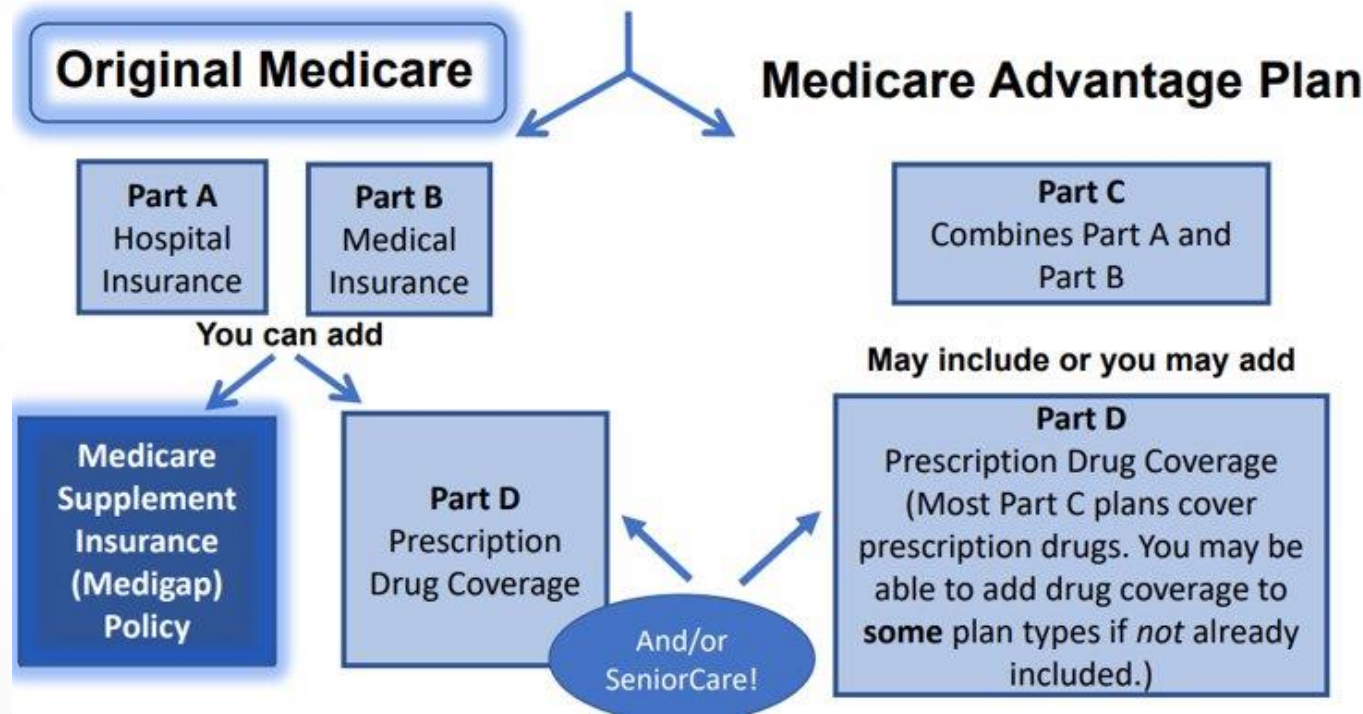 Original Medicare
Medicare Advantage Plan
Part A
Hospital
Insurance
Part B
Medical
Insurance
Part C
Combines Part A and
Part B
You can add
May include or you may add
Medicare
Supplement
Insurance
(Medigap)
Policy
Part D
Prescription
Drug Coverage
And/or
SeniorCare!
Part D
Prescription Drug Coverage
(Most Part C plans cover
prescription drugs. You may be
able to add drug coverage to
some plan types if not already
included.)